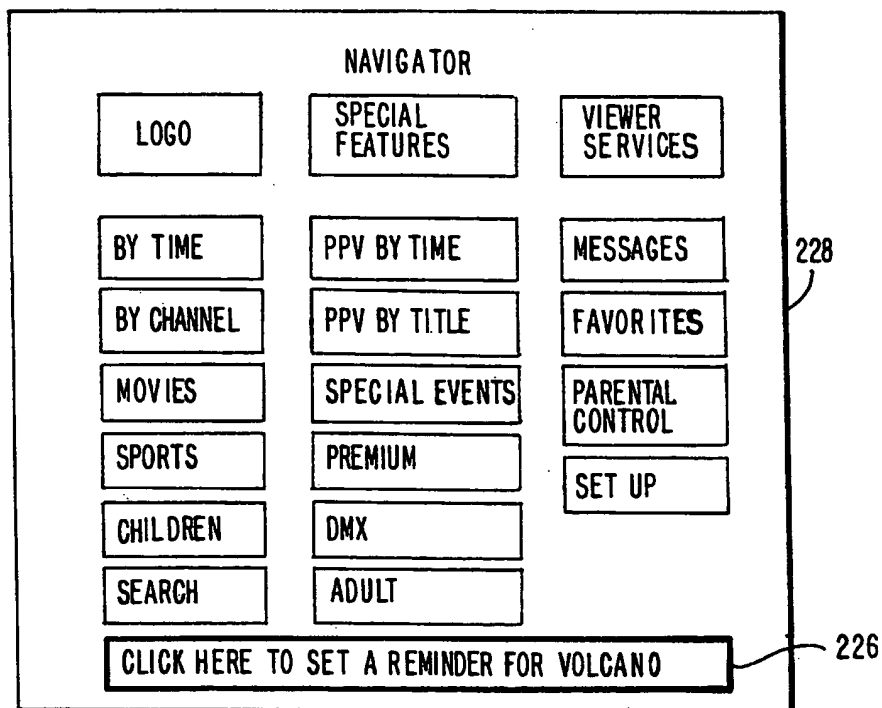 NAVIGATOR
LOGO
SPECIAL
FEATURES
VIEWER
SERVICES
BY TIME
PPV BY TIME
MESSAGES
BY CHANNEL
PPV BY TITLE
FAVORITES
MOVIES
SPECIAL EVENTS
PARENTAL
CONTROL
SPORTS
PREMIUM
SET UP
CHILDREN
DMX
SEARCH
ADULT
CLICK HERE TO SET A REMINDER FOR VOLCANO
228
226